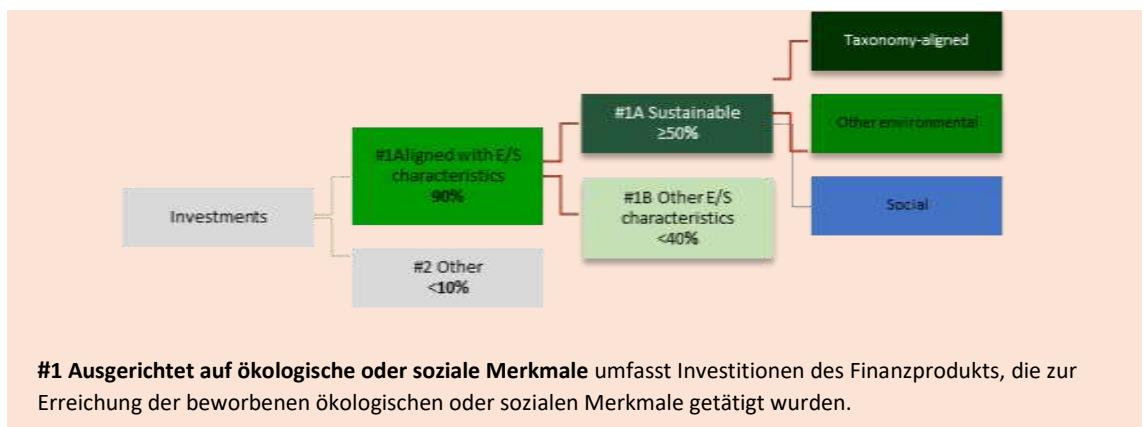 Taxonomy-aligned
#1A Sustainable
≥50%
Other environmental
#1Aligned with E/S
characteristics
90%
#1B Other E/S
characteristics
<40%
Social
Investments
#2 Other
<10%
#1 Ausgerichtet auf ökologische oder soziale Merkmale umfasst Investitionen des Finanzprodukts, die zur
Erreichung der beworbenen ökologischen oder sozialen Merkmale getätigt wurden.